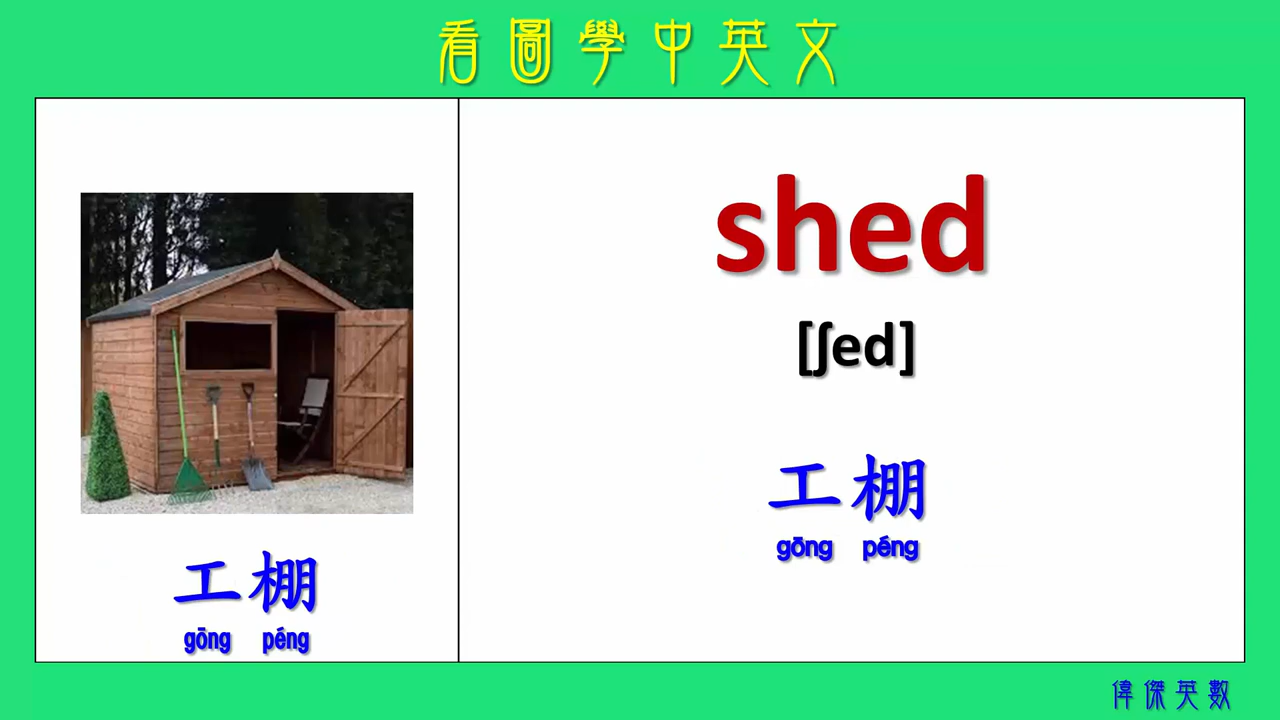 看圖學中英文
工棚
gōng péng
shed
[ʃed]
工棚
gōng péng
偉傑英數